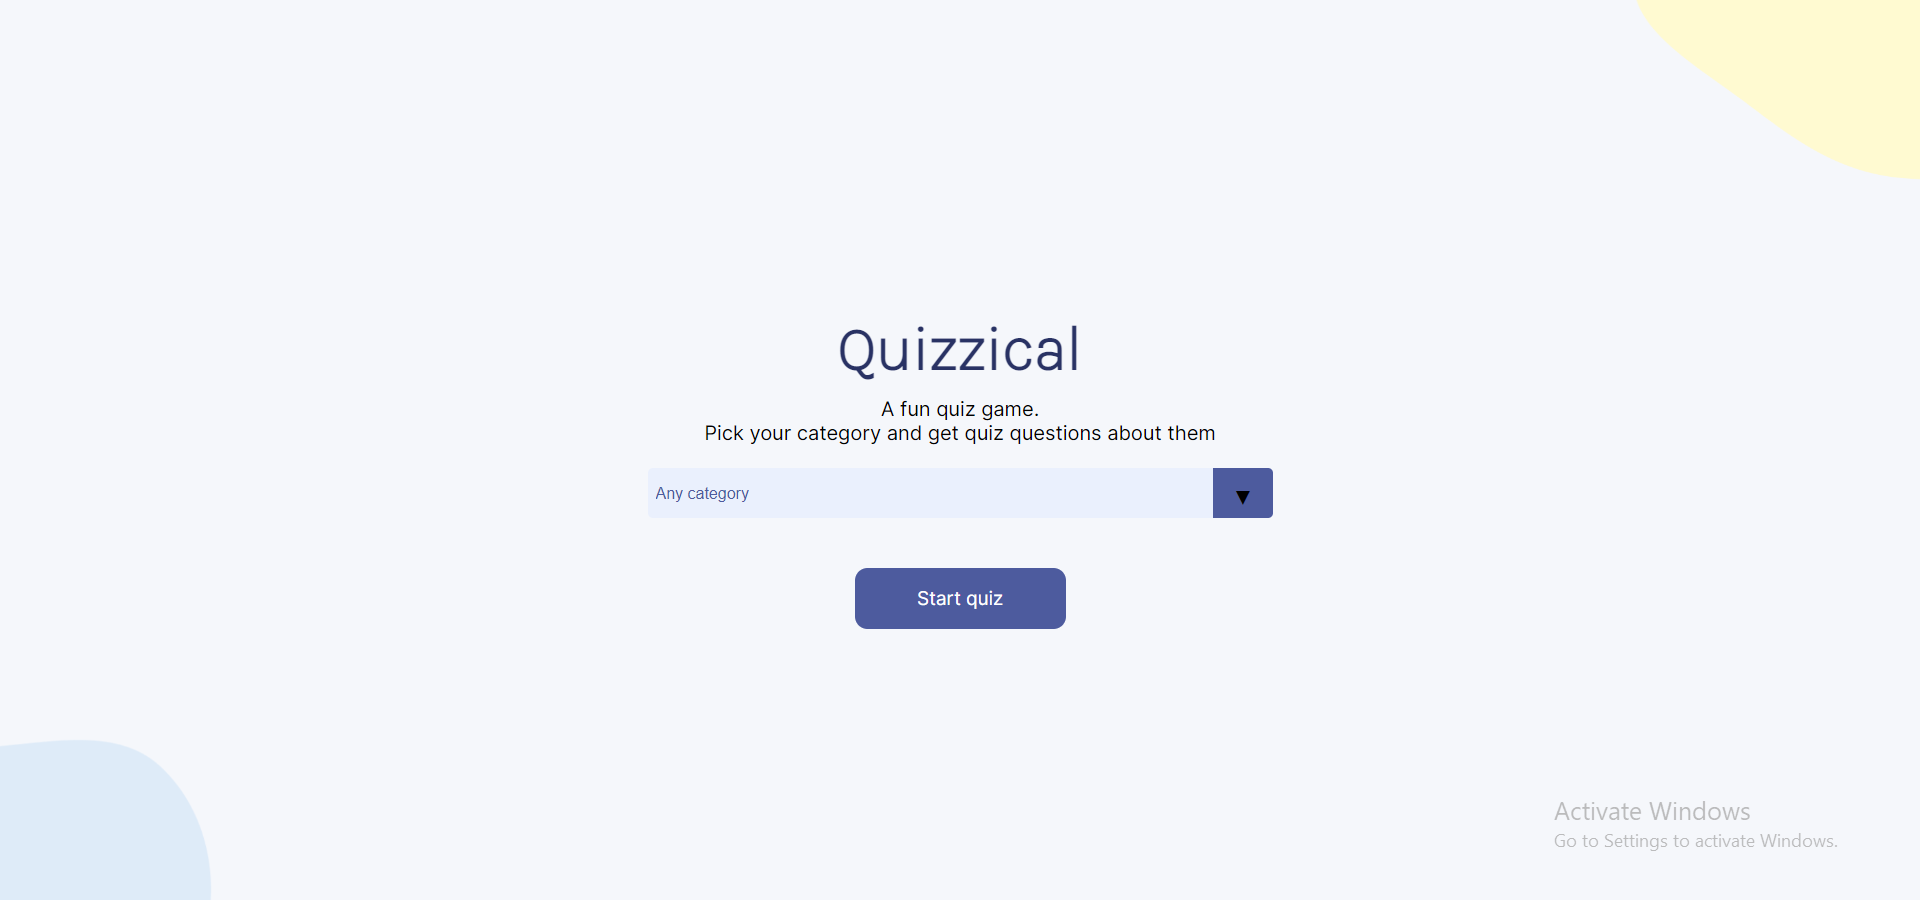 Quizzical
A fun quiz game.
Pick your category and get quiz questions about them
Any category
Start quiz
Activate Windows
Go to Settings to activate Windows.